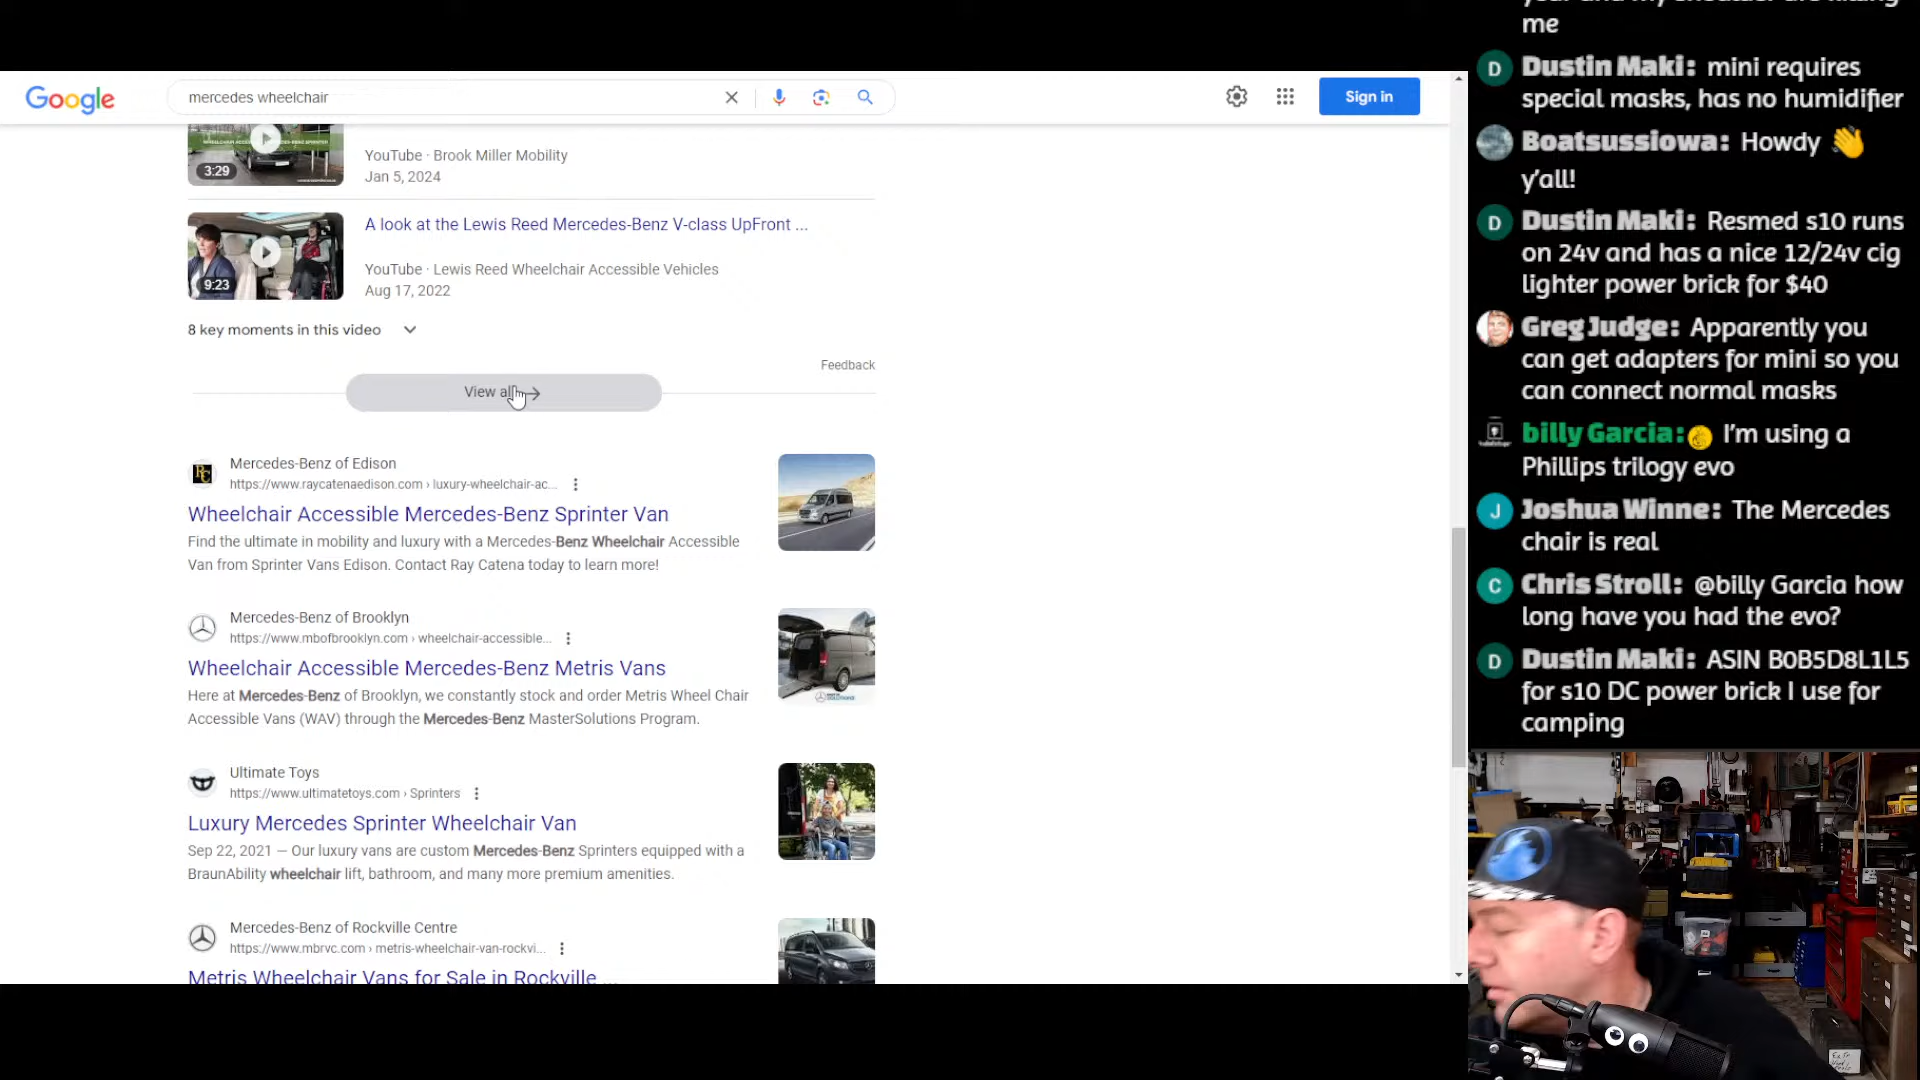 Google
mercedes wheelchair
Sign in
3:29
YouTube · Brook Miller Mobility
Jan 5, 2024
A look at the Lewis Reed Mercedes-Benz V-class UpFront ...
9:23
YouTube · Lewis Reed Wheelchair Accessible Vehicles
Aug 17, 2022
8 key moments in this video
Feedback
View all
Mercedes-Benz of Edison
https://www.raycatenaedison.com › luxury-wheelchair-ac...
Wheelchair Accessible Mercedes-Benz Sprinter Van
Find the ultimate in mobility and luxury with a Mercedes-Benz Wheelchair Accessible
Van from Sprinter Vans Edison. Contact Ray Catena today to learn more!
Mercedes-Benz of Brooklyn
https://www.mbofbrooklyn.com › wheelchair-accessible...
Wheelchair Accessible Mercedes-Benz Metris Vans
Here at Mercedes-Benz of Brooklyn, we constantly stock and order Metris Wheel Chair
Accessible Vans (WAV) through the Mercedes-Benz MasterSolutions Program.
Ultimate Toys
https://www.ultimatetoys.com › Sprinters
Luxury Mercedes Sprinter Wheelchair Van
Sep 22, 2021 — Our luxury vans are custom Mercedes-Benz Sprinters equipped with a
BraunAbility wheelchair lift, bathroom, and many more premium amenities.
Mercedes-Benz of Rockville Centre
https://www.mbrvc.com › metris-wheelchair-van-rockvi...
Metris Wheelchair Vans for Sale in Rockville ...
me
D Dustin Maki: mini requires
special masks, has no humidifier
Boatsussiowa: Howdy 👋
y'all!
D Dustin Maki: Resmed s10 runs
on 24v and has a nice 12/24v cig
lighter power brick for $40
Greg Judge: Apparently you
can get adapters for mini so you
can connect normal masks
billy Garcia: I'm using a
Phillips trilogy evo
J Joshua Winne: The Mercedes
chair is real
C Chris Stroll: @billy Garcia how
long have you had the evo?
D Dustin Maki: ASIN B0B5D8L1L5
for s10 DC power brick I use for
camping